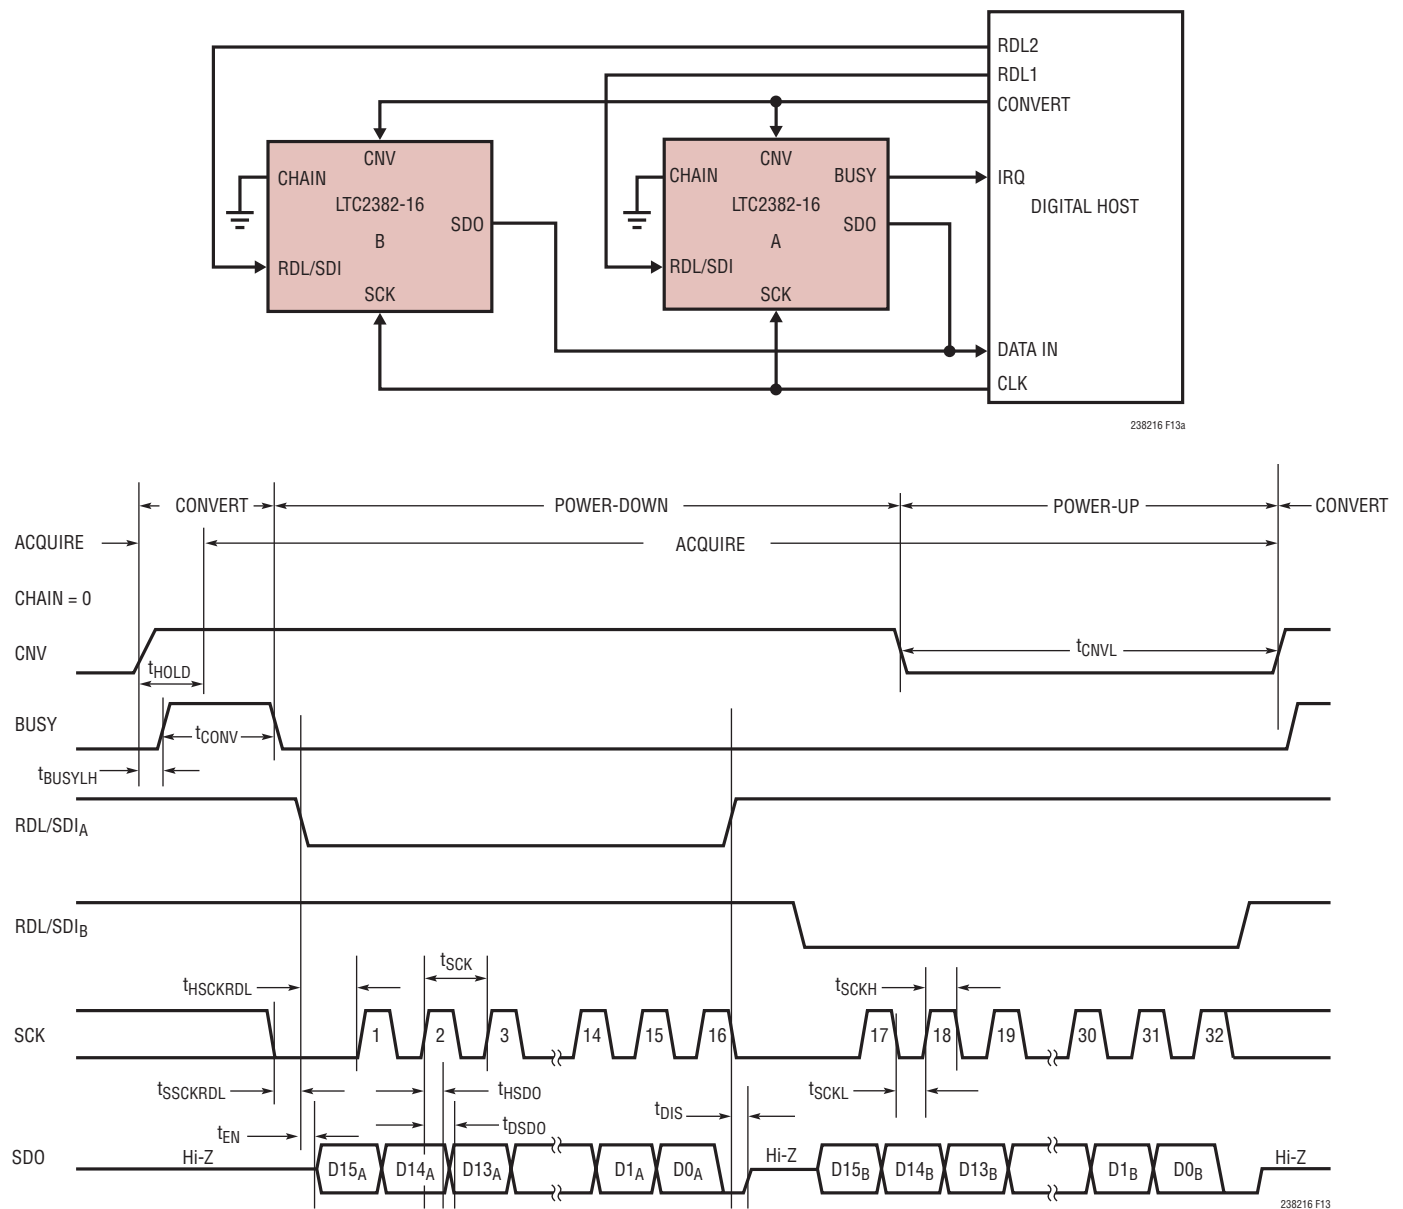 RDL2
RDL1
CONVERT
CNV
CNV
CHAIN
CHAIN
BUSY
IRQ
LTC2382-16
LTC2382-16
DIGITAL HOST
SDO
SDO
B
A
RDL/SDI
RDL/SDI
SCK
SCK
DATA IN
CLK
238216 F13a
CONVERT
POWER-DOWN
POWER-UP
CONVERT
ACQUIRE
ACQUIRE
CHAIN = 0
CNV
tCNVL
tHOLD
BUSY
tCONV
tBUSYLH
RDL/SDIA
RDL/SDIB
tSCK
tHSCKRDL
tSCKH
SCK
1 2 3 14 15 16 17 18 19 30 31 32
tSSCKRDL
tHSDO
tSCKL
tDIS
tDSDO
tEN
SDO
Hi-Z
D15A D14A D13A D1A D0A
Hi-Z
D15B D14B D13B D1B D0B
Hi-Z
238216 F13